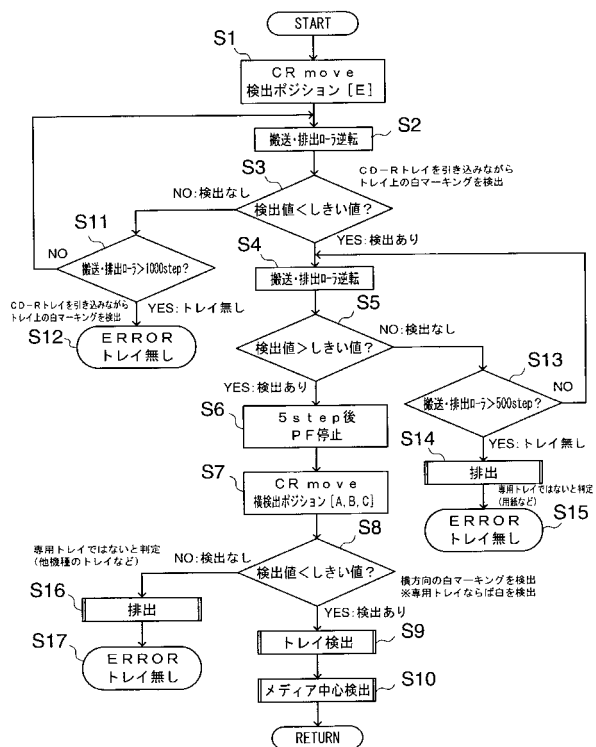 START
S1
CR move
検出ポジション [E]
S2
搬送・排出ﾛｰﾗ逆転
S3
CD-Rトレイを引き込みながら
トレイ上の白マーキングを検出
NO:検出なし
検出値<しきい値?
S11
YES:検出あり
S4
NO
搬送・排出ﾛｰﾗ>1000step?
搬送・排出ﾛｰﾗ逆転
CD-Rトレイを引き込みながら
トレイ上の白マーキングを検出
YES:トレイ無し
S5
NO:検出なし
S12
ERROR
トレイ無し
検出値>しきい値?
S13
NO
YES:検出あり
搬送・排出ﾛｰﾗ>500step?
S6
5step後
PF停止
S14
YES:トレイ無し
排出
S7
CR move
横検出ポジション [A,B,C]
専用トレイではないと判定
(用紙など)
S15
ERROR
トレイ無し
S8
専用トレイではないと判定
(他機種のトレイなど)
NO:検出なし
検出値<しきい値?
横方向の白マーキングを検出
※専用トレイならば白を検出
S16
排出
YES:検出あり
S9
トレイ検出
S17
ERROR
トレイ無し
S10
メディア中心検出
RETURN